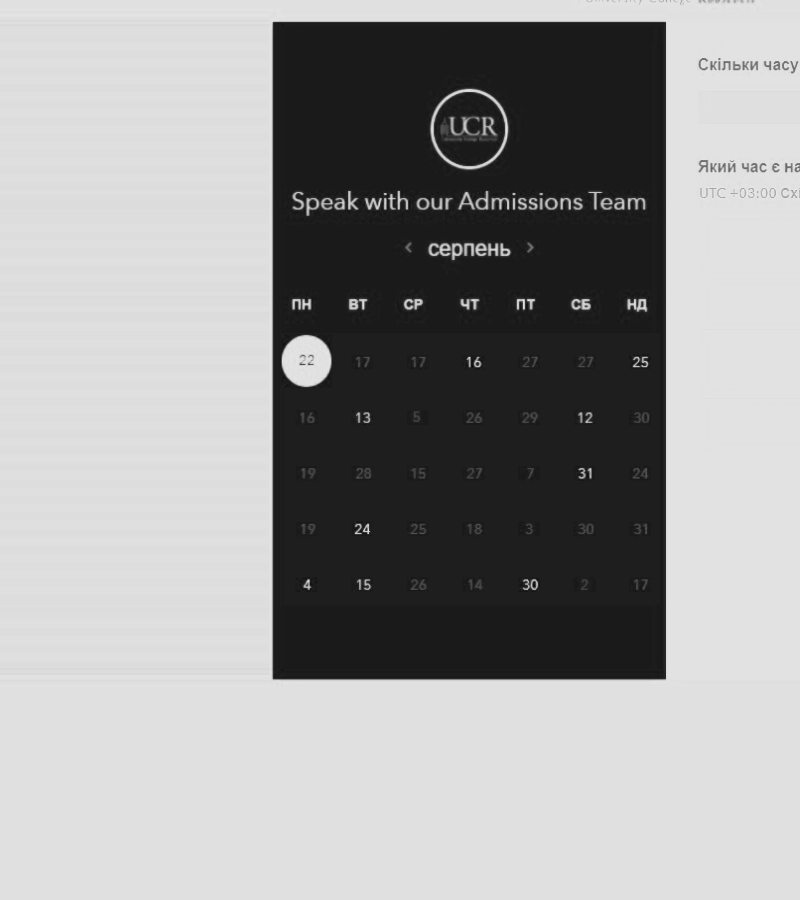 University College Roosevelt
UCR
Speak with our Admissions Team
‹ серпень ›
ПН ВТ СР ЧТ ПТ СБ НД
22 17 17 16 27 27 25
16 13 5 26 29 12 30
19 28 15 27 7 31 24
19 24 25 18 3 30 31
4 15 26 14 30 2 17
Скільки часу
Який час є на
UTC +03:00 Схі